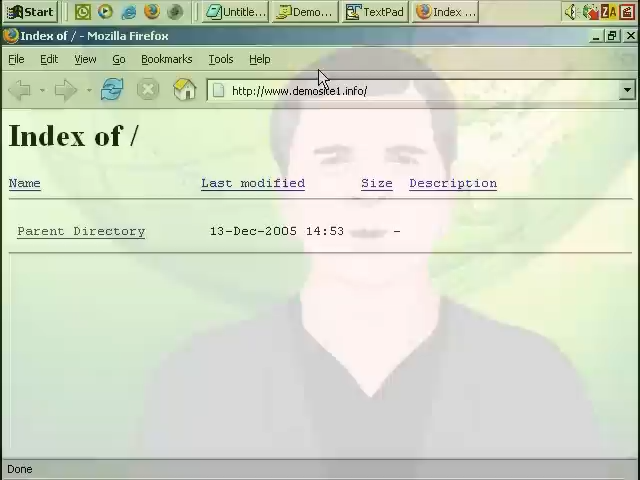 Start Untitle... Demo... TextPad Index ... ZA
Index of / - Mozilla Firefox
File Edit View Go Bookmarks Tools Help
http://www.demosite1.info/
Index of /
Name Last modified Size Description
Parent Directory 13-Dec-2005 14:53 -
Done